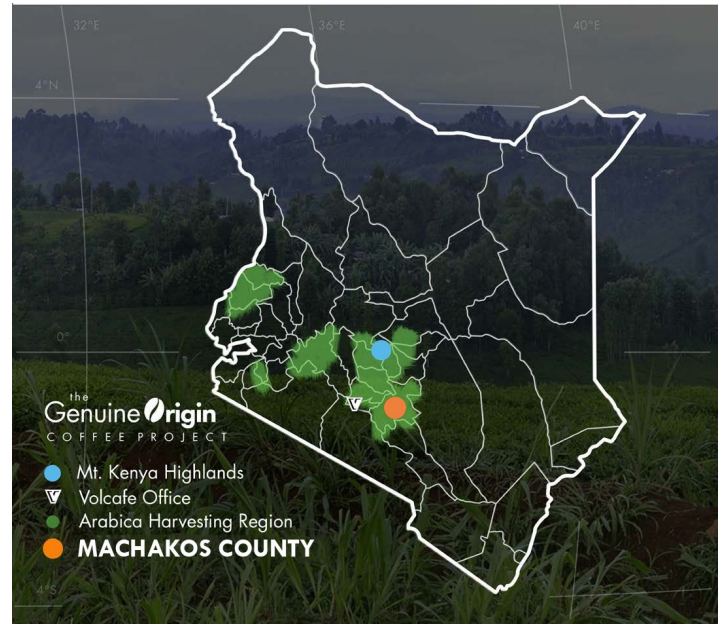 32°E
36°E
40°E
4°N
0°
the
Genuine Origin
COFFEE PROJECT
Mt. Kenya Highlands
Volcafe Office
Arabica Harvesting Region
MACHAKOS COUNTY
4°S